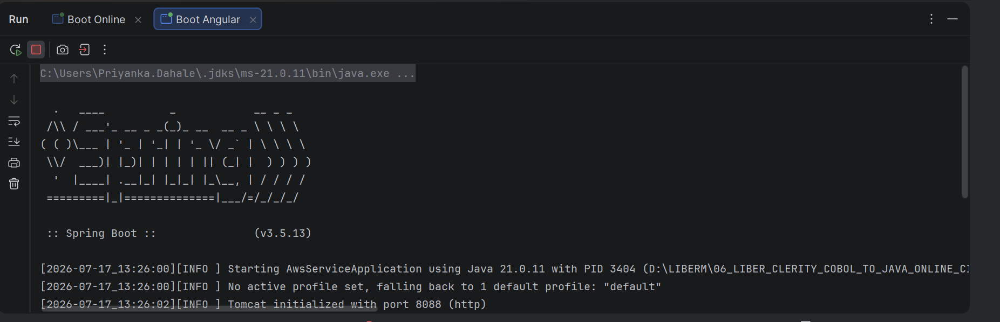 Run Boot Online Boot Angular
C:\Users\Priyanka.Dahale\.jdks\ms-21.0.11\bin\java.exe ...
  .   ____          _            __ _ _
 /\\ / ___'_ __ _ _(_)_ __  __ _ \ \ \ \
( ( )\___ | '_ | '_| | '_ \/ _` | \ \ \ \
 \\/  ___)| |_)| | | | | || (_| |  ) ) ) )
  '  |____| .__|_| |_|_| |_\__, | / / / /
 =========|_|==============|___/=/_/_/_/
 :: Spring Boot ::               (v3.5.13)
[2026-07-17_13:26:00][INFO ] Starting AwsServiceApplication using Java 21.0.11 with PID 3404 (D:\LIBERM\06_LIBER_CLERITY_COBOL_TO_JAVA_ONLINE_CI
[2026-07-17_13:26:00][INFO ] No active profile set, falling back to 1 default profile: "default"
[2026-07-17_13:26:02][INFO ] Tomcat initialized with port 8088 (http)